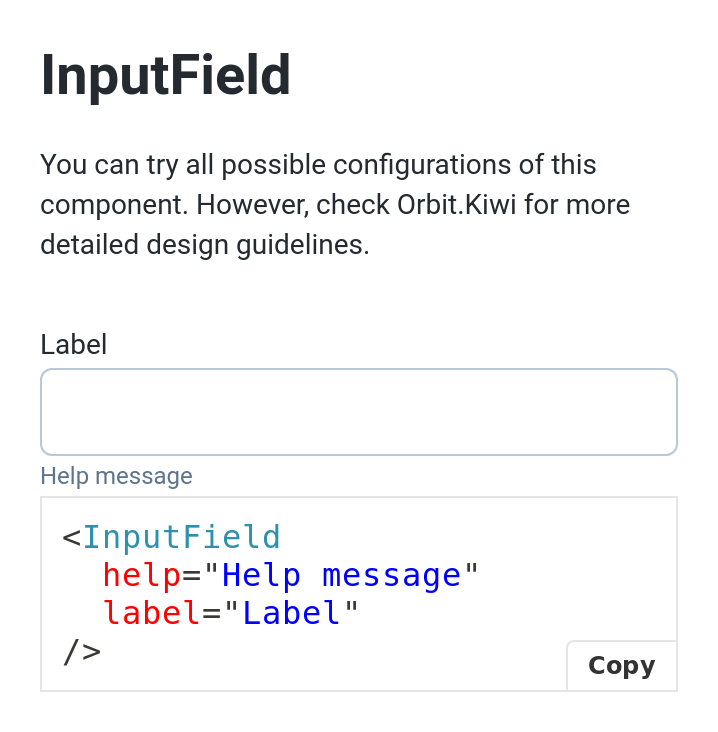 InputField
You can try all possible configurations of this
component. However, check Orbit.Kiwi for more
detailed design guidelines.
Label
Help message
<InputField
  help="Help message"
  label="Label"
/>
Copy